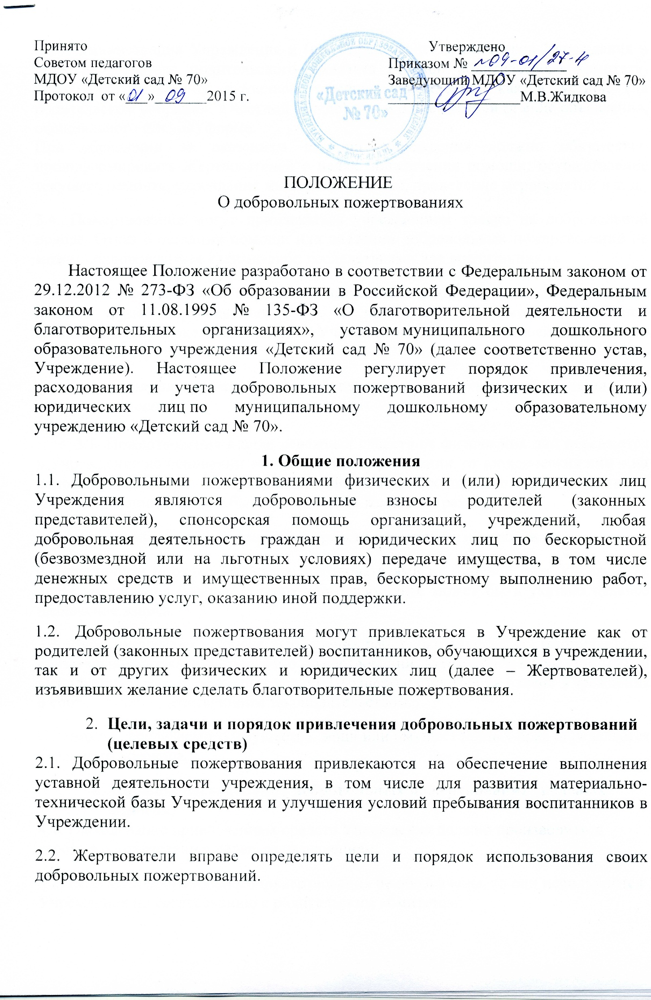 Принято
Советом педагогов
МДОУ «Детский сад № 70»
Протокол от «01» 09 2015 г.
Утверждено
Приказом № 09-01/27-4
Заведующий МДОУ «Детский сад № 70»
М.В.Жидкова
МУНИЦИПАЛЬНОЕ ДОШКОЛЬНОЕ ОБРАЗОВАТЕЛЬНОЕ УЧРЕЖДЕНИЕ
«Детский сад
№ 70»
ПОЛОЖЕНИЕ
О добровольных пожертвованиях
Настоящее Положение разработано в соответствии с Федеральным законом от
29.12.2012 № 273-ФЗ «Об образовании в Российской Федерации», Федеральным
законом от 11.08.1995 № 135-ФЗ «О благотворительной деятельности и
благотворительных организациях», уставом муниципального дошкольного
образовательного учреждения «Детский сад № 70» (далее соответственно устав,
Учреждение). Настоящее Положение регулирует порядок привлечения,
расходования и учета добровольных пожертвований физических и (или)
юридических лиц по муниципальному дошкольному образовательному
учреждению «Детский сад № 70».
1. Общие положения
1.1. Добровольными пожертвованиями физических и (или) юридических лиц
Учреждения являются добровольные взносы родителей (законных
представителей), спонсорская помощь организаций, учреждений, любая
добровольная деятельность граждан и юридических лиц по бескорыстной
(безвозмездной или на льготных условиях) передаче имущества, в том числе
денежных средств и имущественных прав, бескорыстному выполнению работ,
предоставлению услуг, оказанию иной поддержки.
1.2. Добровольные пожертвования могут привлекаться в Учреждение как от
родителей (законных представителей) воспитанников, обучающихся в учреждении,
так и от других физических и юридических лиц (далее – Жертвователей),
изъявивших желание сделать благотворительные пожертвования.
2. Цели, задачи и порядок привлечения добровольных пожертвований
(целевых средств)
2.1. Добровольные пожертвования привлекаются на обеспечение выполнения
уставной деятельности учреждения, в том числе для развития материально-
технической базы Учреждения и улучшения условий пребывания воспитанников в
Учреждении.
2.2. Жертвователи вправе определять цели и порядок использования своих
добровольных пожертвований.